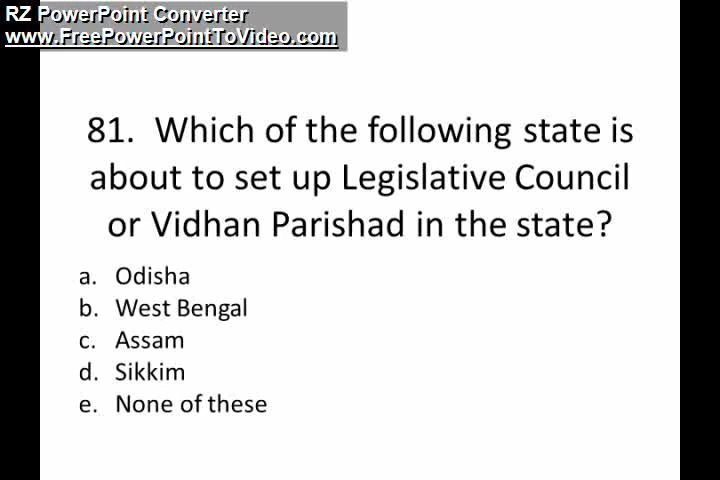 RZ PowerPoint Converter
www.FreePowerPointToVideo.com
81. Which of the following state is
about to set up Legislative Council
or Vidhan Parishad in the state?
a. Odisha
b. West Bengal
c. Assam
d. Sikkim
e. None of these